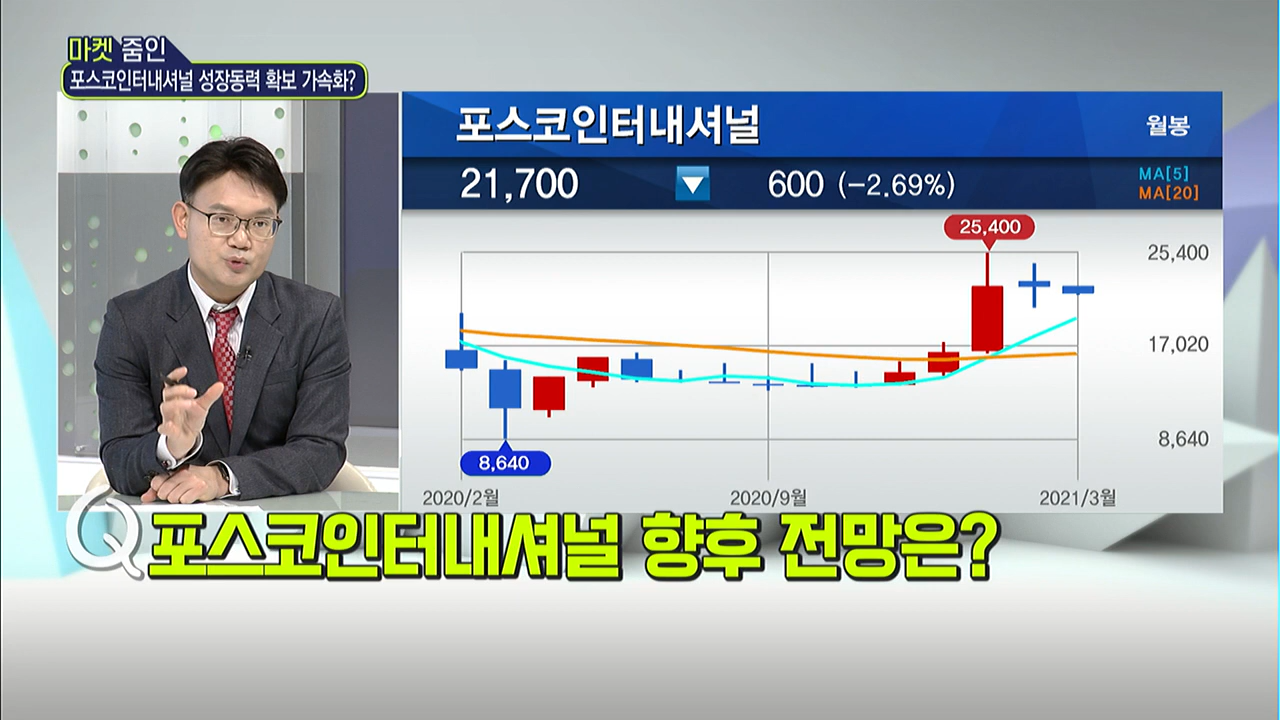 마켓 줌인
포스코인터내셔널 성장동력 확보 가속화?
포스코인터내셔널
월봉
21,700 ▼ 600 (-2.69%)
MA[5]
MA[20]
25,400
25,400
17,020
8,640
8,640
2020/2월 2020/9월 2021/3월
Q 포스코인터내셔널 향후 전망은?